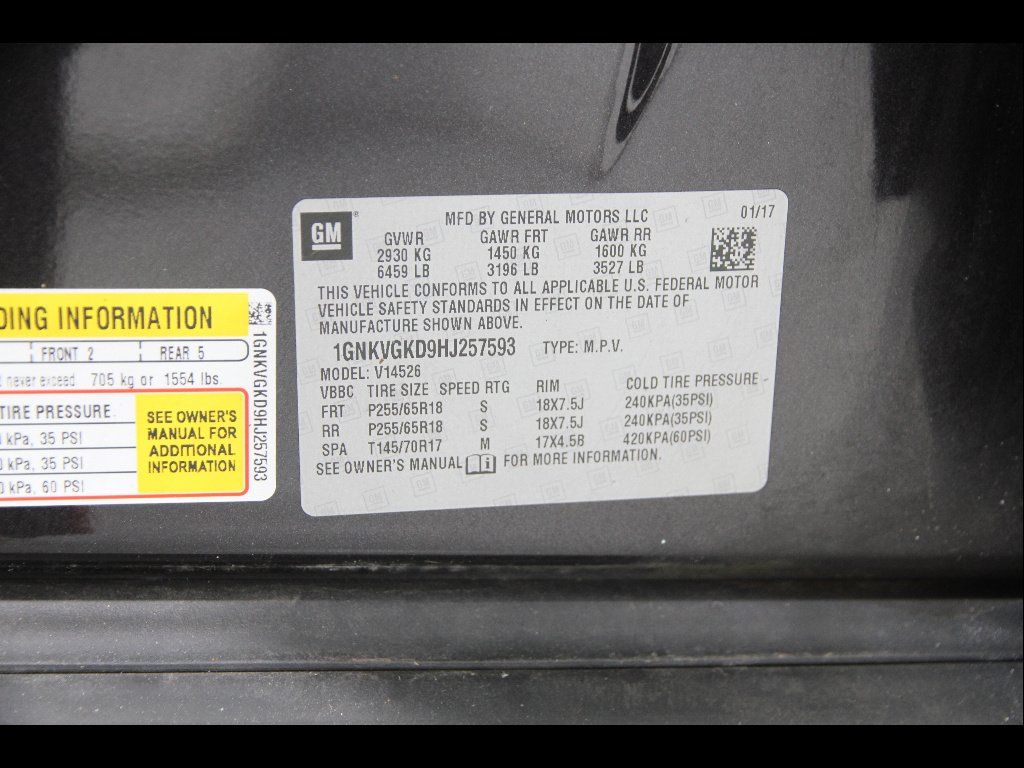 DING INFORMATION
FRONT 2 REAR 5
never exceed 705 kg or 1554 lbs.
TIRE PRESSURE
kPa, 35 PSI
kPa, 35 PSI
kPa, 60 PSI
SEE OWNER'S
MANUAL FOR
ADDITIONAL
INFORMATION
1GNKVGKD9HJ257593
GM
MFD BY GENERAL MOTORS LLC 01/17
GVWR GAWR FRT GAWR RR
2930 KG 1450 KG 1600 KG
6459 LB 3196 LB 3527 LB
THIS VEHICLE CONFORMS TO ALL APPLICABLE U.S. FEDERAL MOTOR
VEHICLE SAFETY STANDARDS IN EFFECT ON THE DATE OF
MANUFACTURE SHOWN ABOVE.
1GNKVGKD9HJ257593 TYPE: M.P.V.
MODEL: V14526
VBBC TIRE SIZE SPEED RTG RIM COLD TIRE PRESSURE
FRT P255/65R18 S 18X7.5J 240KPA(35PSI)
RR P255/65R18 S 18X7.5J 240KPA(35PSI)
SPA T145/70R17 M 17X4.5B 420KPA(60PSI)
SEE OWNER'S MANUAL FOR MORE INFORMATION.